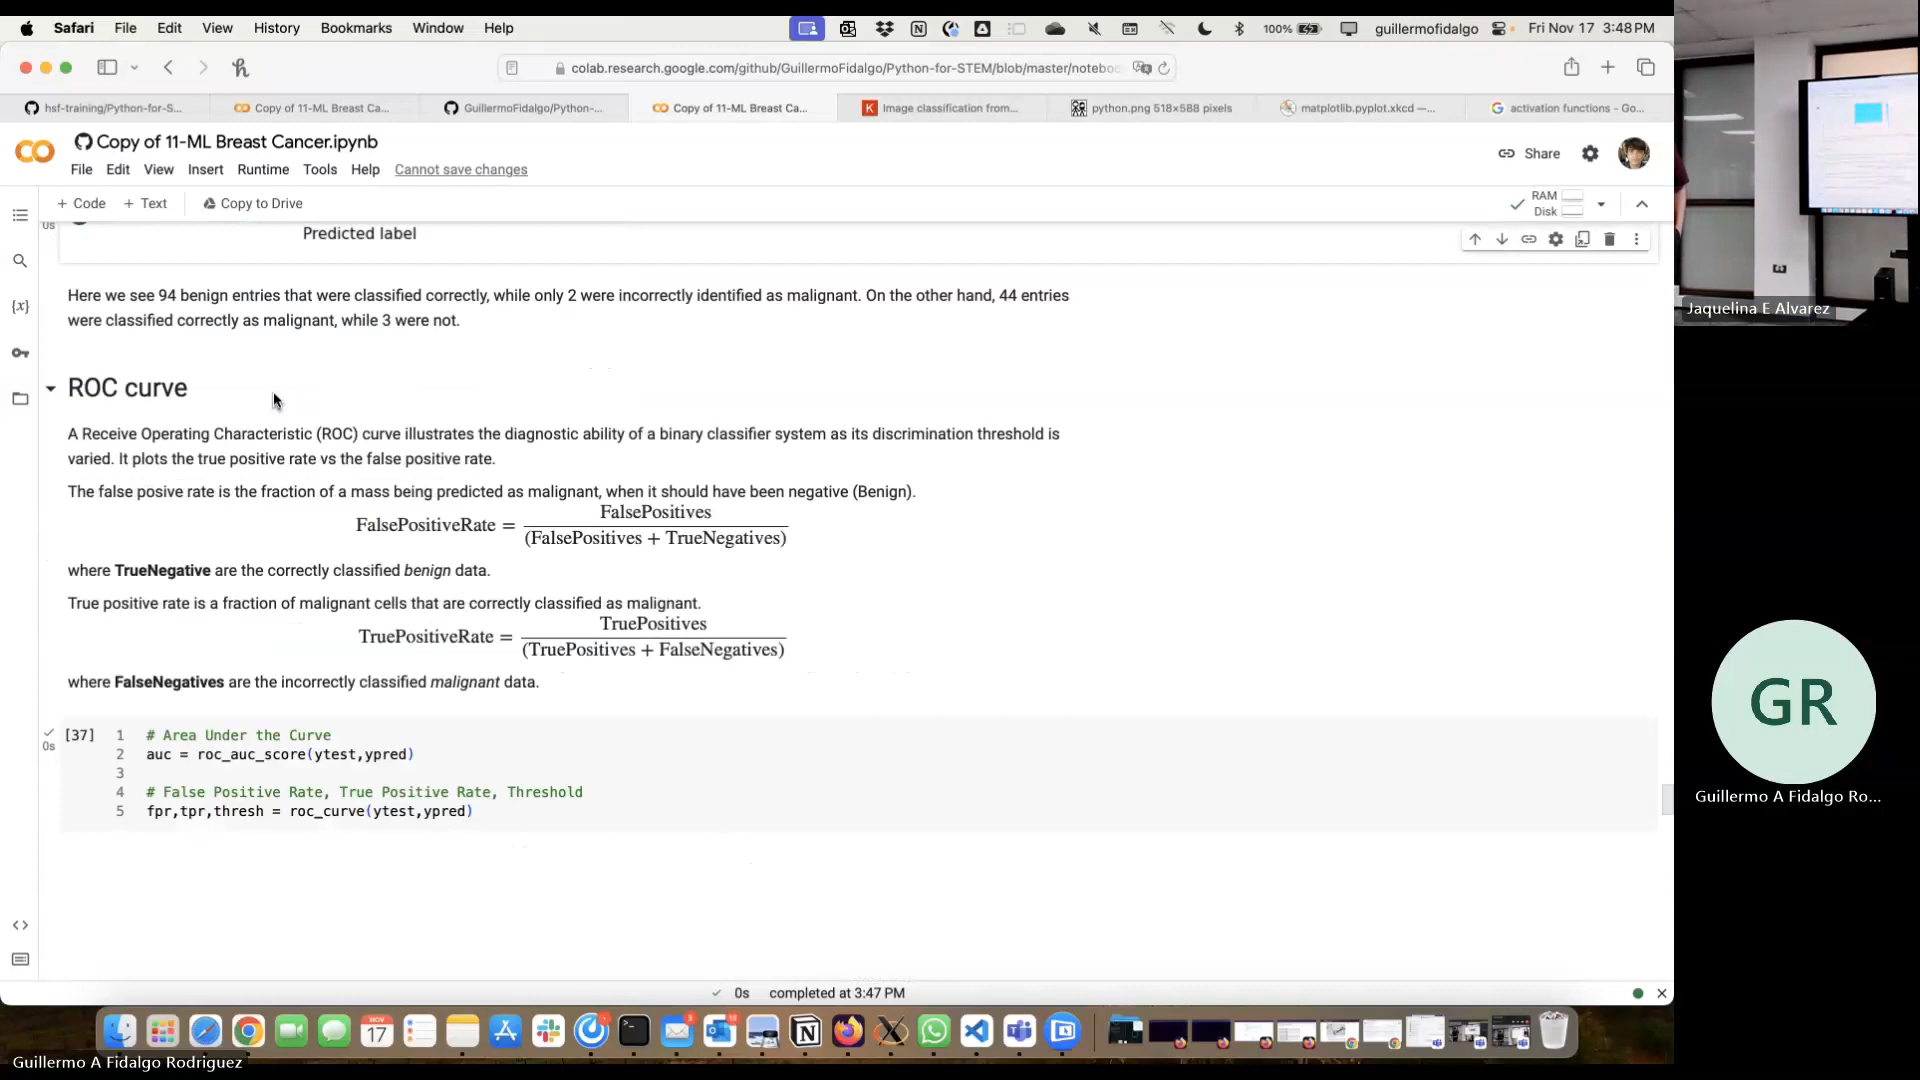 Safari File Edit View History Bookmarks Window Help
100%
guillermofidalgo
Fri Nov 17 3:48 PM
colab.research.google.com/github/GuillermoFidalgo/Python-for-STEM/blob/master/notebo
hsf-training/Python-for-S...
Copy of 11-ML Breast Ca...
GuillermoFidalgo/Python-...
Copy of 11-ML Breast Ca...
Image classification from...
python.png 518×588 pixels
matplotlib.pyplot.xkcd —...
activation functions - Go...
Copy of 11-ML Breast Cancer.ipynb
File Edit View Insert Runtime Tools Help Cannot save changes
Share
+ Code + Text Copy to Drive
RAM
Disk
0s
Predicted label
Here we see 94 benign entries that were classified correctly, while only 2 were incorrectly identified as malignant. On the other hand, 44 entries
were classified correctly as malignant, while 3 were not.
ROC curve
A Receive Operating Characteristic (ROC) curve illustrates the diagnostic ability of a binary classifier system as its discrimination threshold is
varied. It plots the true positive rate vs the false positive rate.
The false posive rate is the fraction of a mass being predicted as malignant, when it should have been negative (Benign).
FalsePositiveRate = FalsePositives
(FalsePositives + TrueNegatives)
where TrueNegative are the correctly classified benign data.
True positive rate is a fraction of malignant cells that are correctly classified as malignant.
TruePositiveRate = TruePositives
(TruePositives + FalseNegatives)
where FalseNegatives are the incorrectly classified malignant data.
[37] 1 # Area Under the Curve
0s 2 auc = roc_auc_score(ytest,ypred)
3
4 # False Positive Rate, True Positive Rate, Threshold
5 fpr,tpr,thresh = roc_curve(ytest,ypred)
0s completed at 3:47 PM
NOV
17
Guillermo A Fidalgo Rodriguez
Jaquelina E Alvarez
GR
Guillermo A Fidalgo Ro...